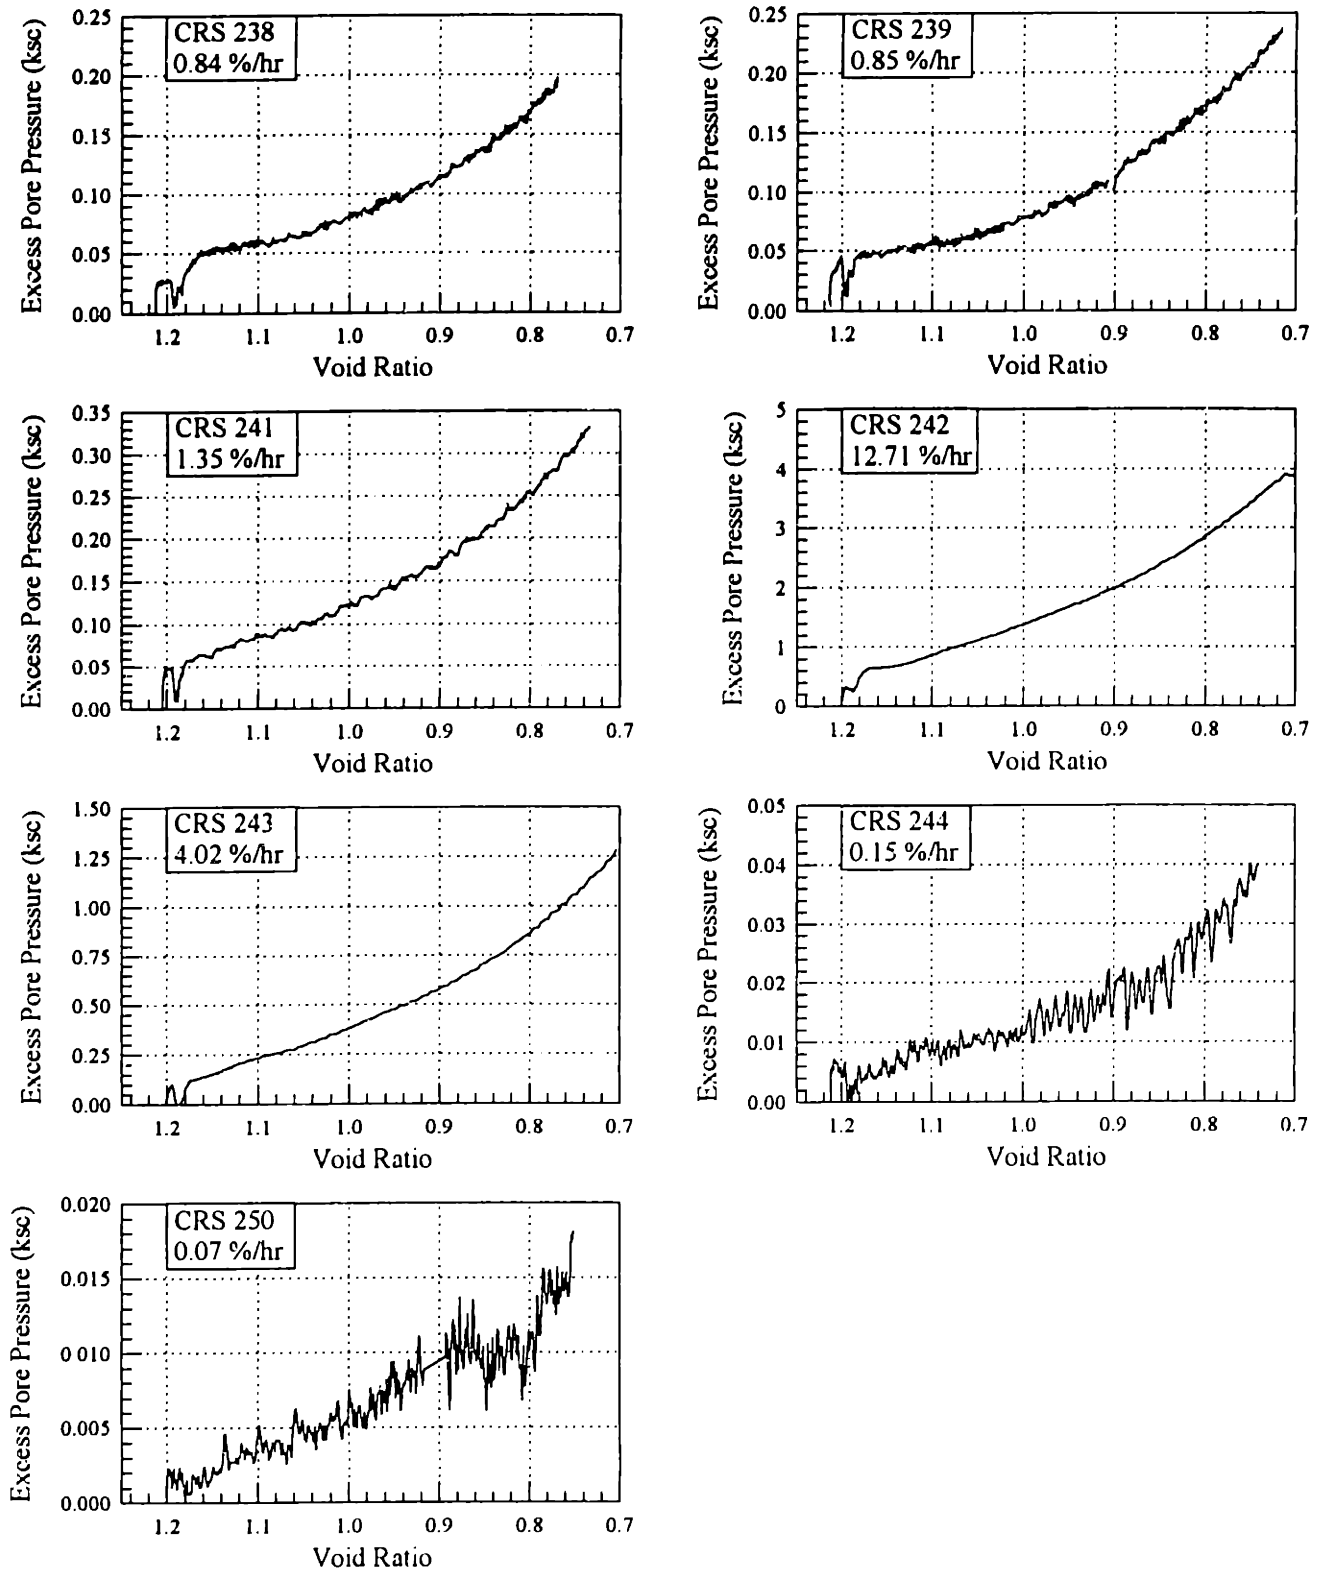 Excess Pore Pressure (ksc)
0.25
0.20
0.15
0.10
0.05
0.00
CRS 238
0.84 %/hr
1.2 1.1 1.0 0.9 0.8 0.7
Void Ratio
Excess Pore Pressure (ksc)
0.25
0.20
0.15
0.10
0.05
0.00
CRS 239
0.85 %/hr
1.2 1.1 1.0 0.9 0.8 0.7
Void Ratio
Excess Pore Pressure (ksc)
0.35
0.30
0.25
0.20
0.15
0.10
0.05
0.00
CRS 241
1.35 %/hr
1.2 1.1 1.0 0.9 0.8 0.7
Void Ratio
Excess Pore Pressure (ksc)
5
4
3
2
1
0
CRS 242
12.71 %/hr
1.2 1.1 1.0 0.9 0.8 0.7
Void Ratio
Excess Pore Pressure (ksc)
1.50
1.25
1.00
0.75
0.50
0.25
0.00
CRS 243
4.02 %/hr
1.2 1.1 1.0 0.9 0.8 0.7
Void Ratio
Excess Pore Pressure (ksc)
0.05
0.04
0.03
0.02
0.01
0.00
CRS 244
0.15 %/hr
1.2 1.1 1.0 0.9 0.8 0.7
Void Ratio
Excess Pore Pressure (ksc)
0.020
0.015
0 010
0.005
0.000
CRS 250
0.07 %/hr
1.2 1.1 1.0 0.9 0.8 0.7
Void Ratio